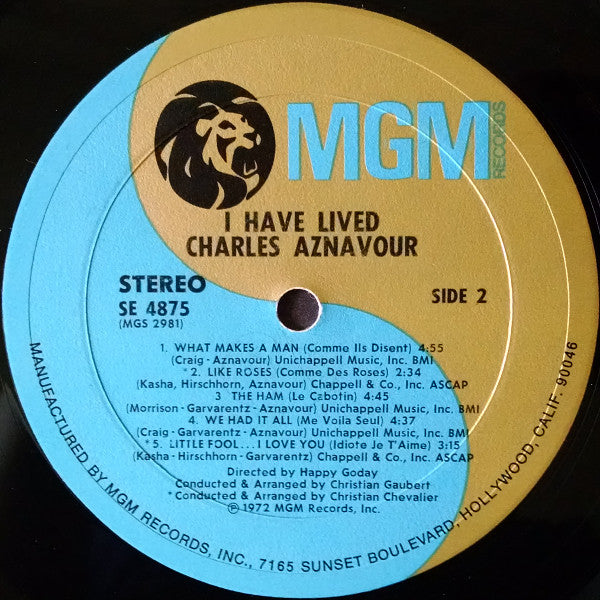 MGM
RECORDS
I HAVE LIVED
CHARLES AZNAVOUR
STEREO
SE 4875
(MGS 2981)
SIDE 2
1. WHAT MAKES A MAN (Comme Ils Disent) 4:55
(Craig - Aznavour) Unichappell Music, Inc. BMI
*2. LIKE ROSES (Comme Des Roses) 2:34
(Kasha, Hirschhorn, Aznavour) Chappell & Co., Inc. ASCAP
3 THE HAM (Le Cabotin) 4:45
(Morrison - Garvarentz - Aznavour) Unichappell Music, Inc. BMI
4. WE HAD IT ALL (Me Voila Seul) 4:37
(Craig - Garvarentz - Aznavour) Unichappell Music, Inc. BMI
*5. LITTLE FOOL... I LOVE YOU (Idiote Je T'Aime) 3:15
(Kasha - Hirschhorn - Garvarentz) Chappell & Co., Inc. ASCAP
Directed by Happy Goday
Conducted & Arranged by Christian Gaubert
*Conducted & Arranged by Christian Chevalier
℗ 1972 MGM Records, Inc.
MANUFACTURED BY MGM RECORDS, INC., 7165 SUNSET BOULEVARD, HOLLYWOOD, CALIF. 90046